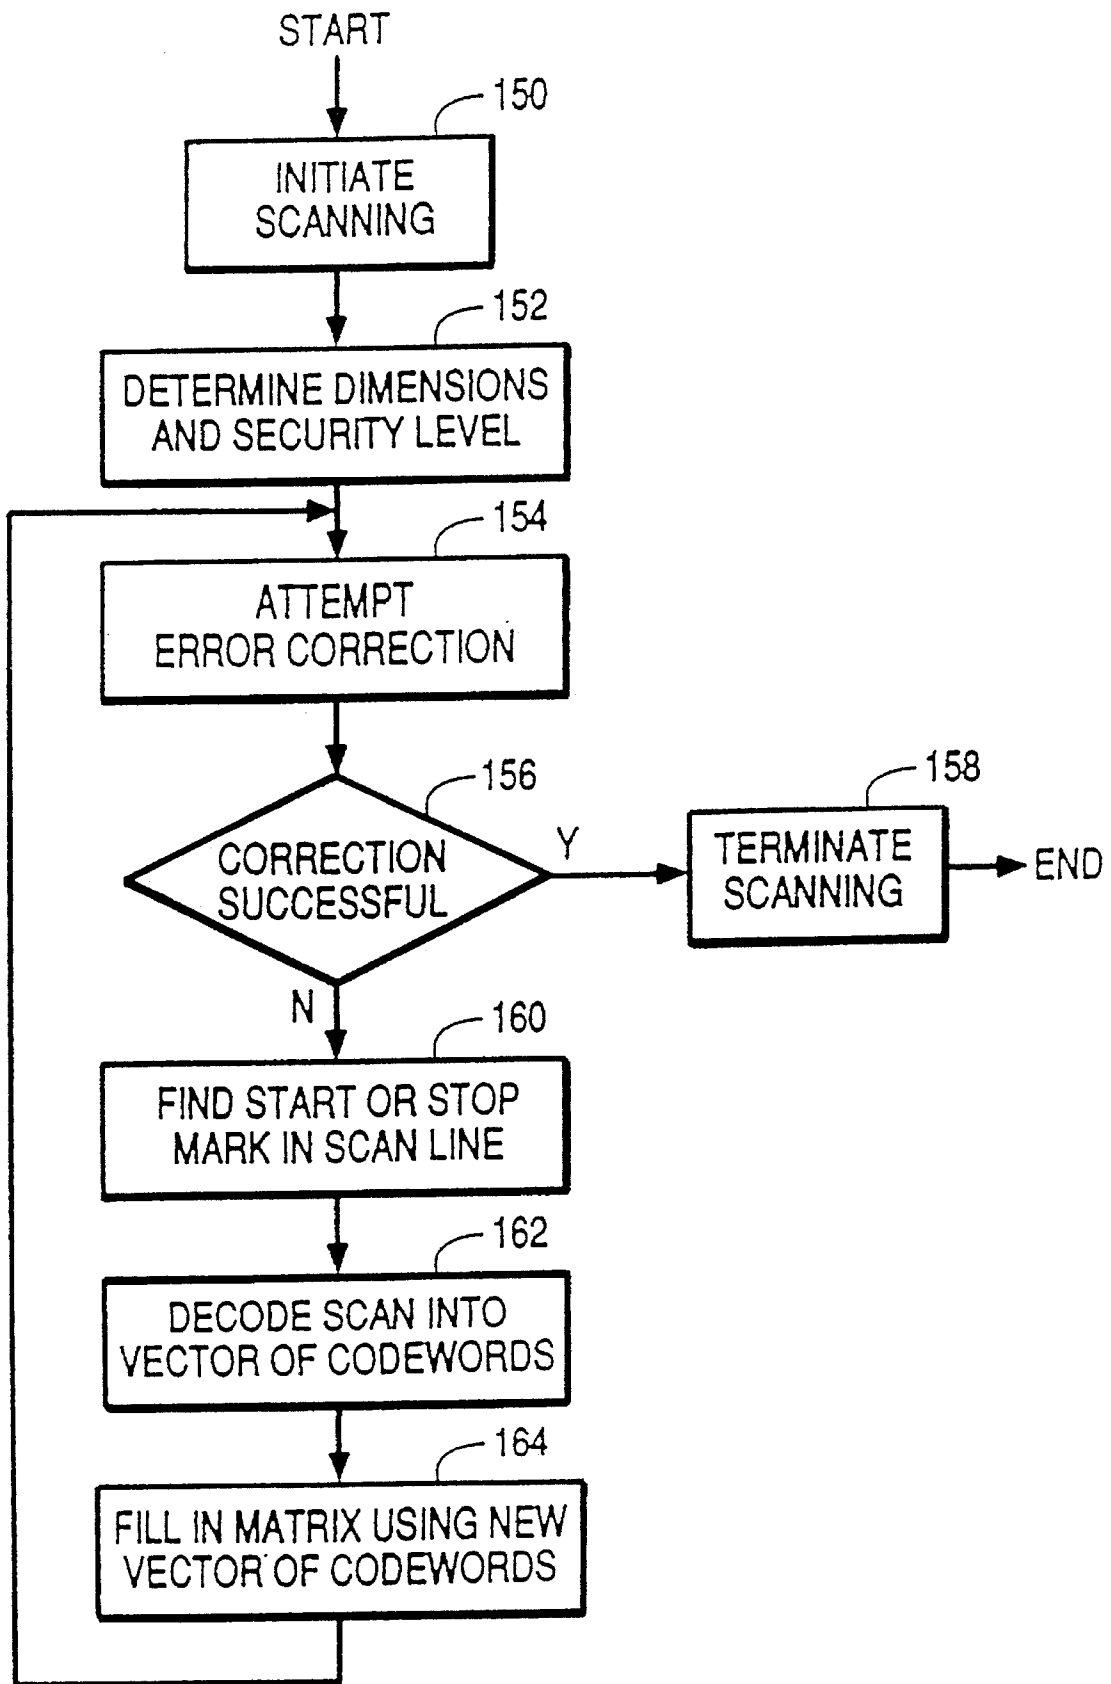 START
150
INITIATE
SCANNING
152
DETERMINE DIMENSIONS
AND SECURITY LEVEL
154
ATTEMPT
ERROR CORRECTION
156
CORRECTION
SUCCESSFUL
Y
158
TERMINATE
SCANNING
END
N
160
FIND START OR STOP
MARK IN SCAN LINE
162
DECODE SCAN INTO
VECTOR OF CODEWORDS
164
FILL IN MATRIX USING NEW
VECTOR OF CODEWORDS